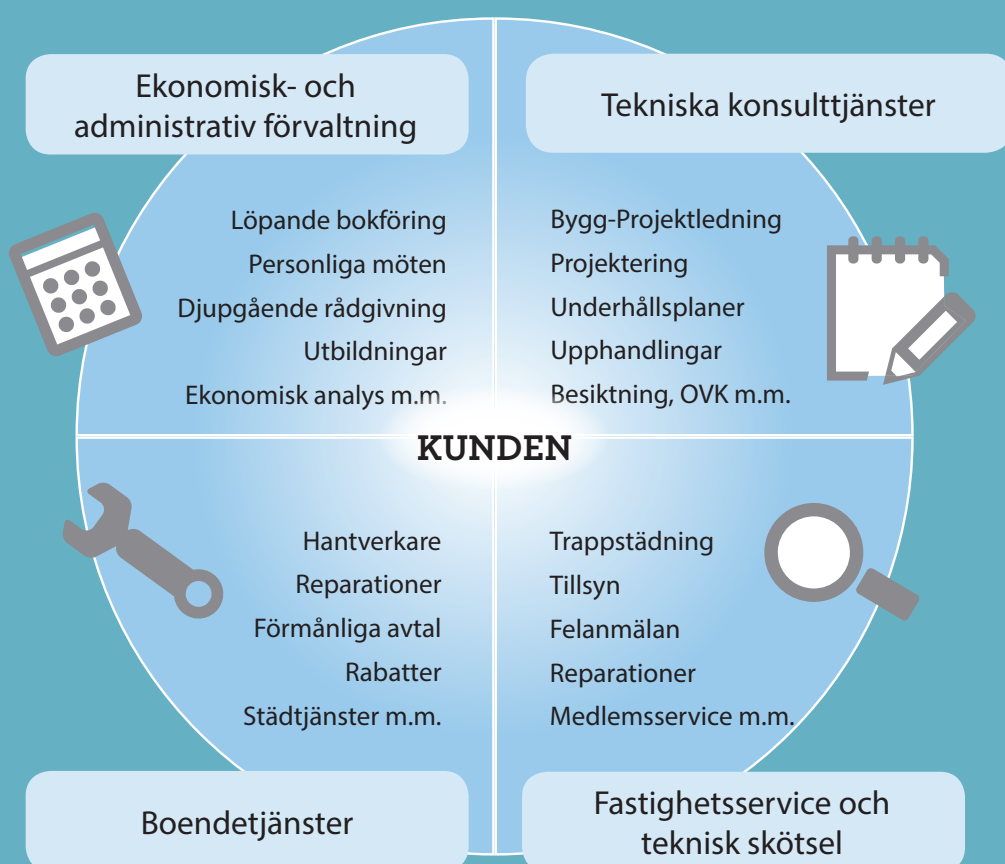 Ekonomisk- och
administrativ förvaltning
Löpande bokföring
Personliga möten
Djupgående rådgivning
Utbildningar
Ekonomisk analys m.m.
Tekniska konsulttjänster
Bygg-Projektledning
Projektering
Underhållsplaner
Upphandlingar
Besiktning, OVK m.m.
KUNDEN
Hantverkare
Reparationer
Förmånliga avtal
Rabatter
Städtjänster m.m.
Boendetjänster
Trappstädning
Tillsyn
Felanmälan
Reparationer
Medlemsservice m.m.
Fastighetsservice och
teknisk skötsel